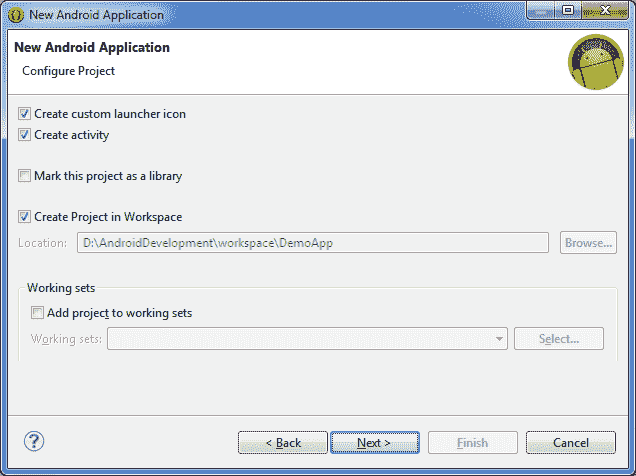 New Android Application
New Android Application
Configure Project
Create custom launcher icon
Create activity
Mark this project as a library
Create Project in Workspace
Location: D:\AndroidDevelopment\workspace\DemoApp Browse...
Working sets
Add project to working sets
Working sets: Select...
? < Back Next > Finish Cancel